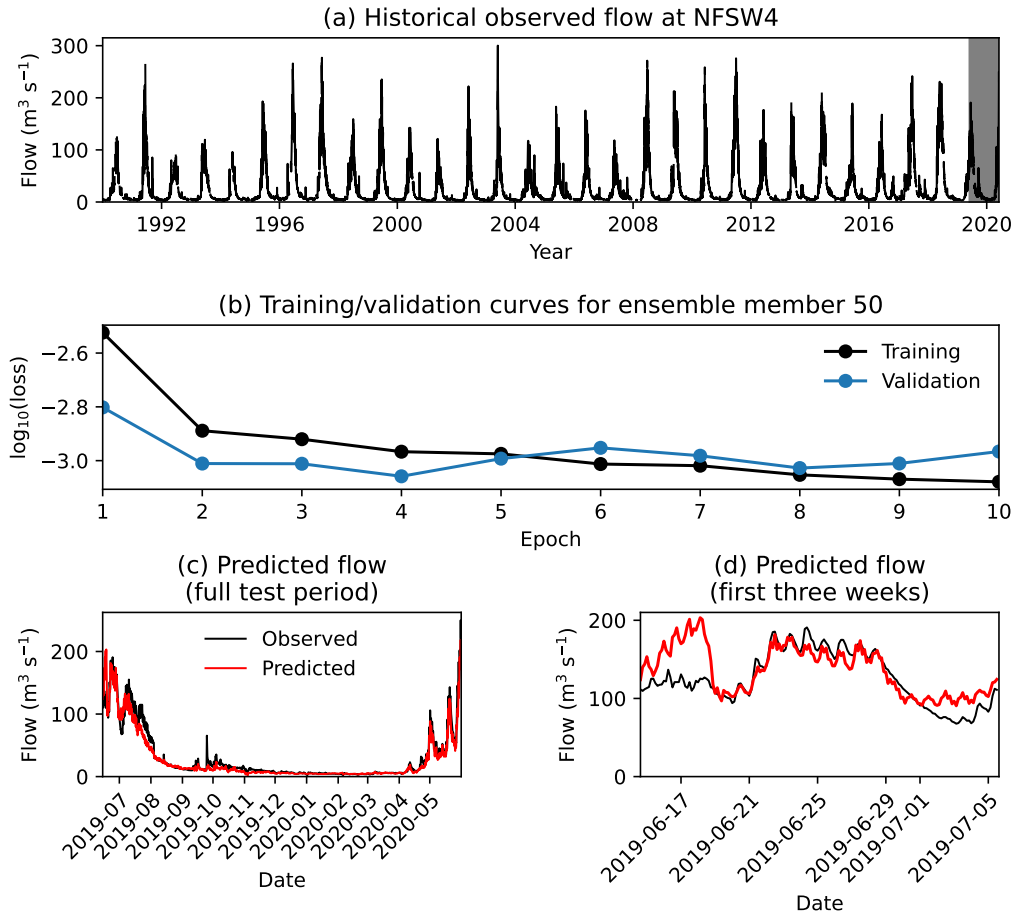 (a) Historical observed flow at NFSW4
Flow (m³ s⁻¹)
300
200
100
0
1992 1996 2000 2004 2008 2012 2016 2020
Year
(b) Training/validation curves for ensemble member 50
log₁₀(loss)
−2.6
−2.8
−3.0
Training
Validation
1 2 3 4 5 6 7 8 9 10
Epoch
(c) Predicted flow
(full test period)
Flow (m³ s⁻¹)
200
100
0
Observed
Predicted
2019-07 2019-08 2019-09 2019-10 2019-11 2019-12 2020-01 2020-02 2020-03 2020-04 2020-05
Date
(d) Predicted flow
(first three weeks)
Flow (m³ s⁻¹)
200
100
0
2019-06-17 2019-06-21 2019-06-25 2019-06-29 2019-07-01 2019-07-05
Date